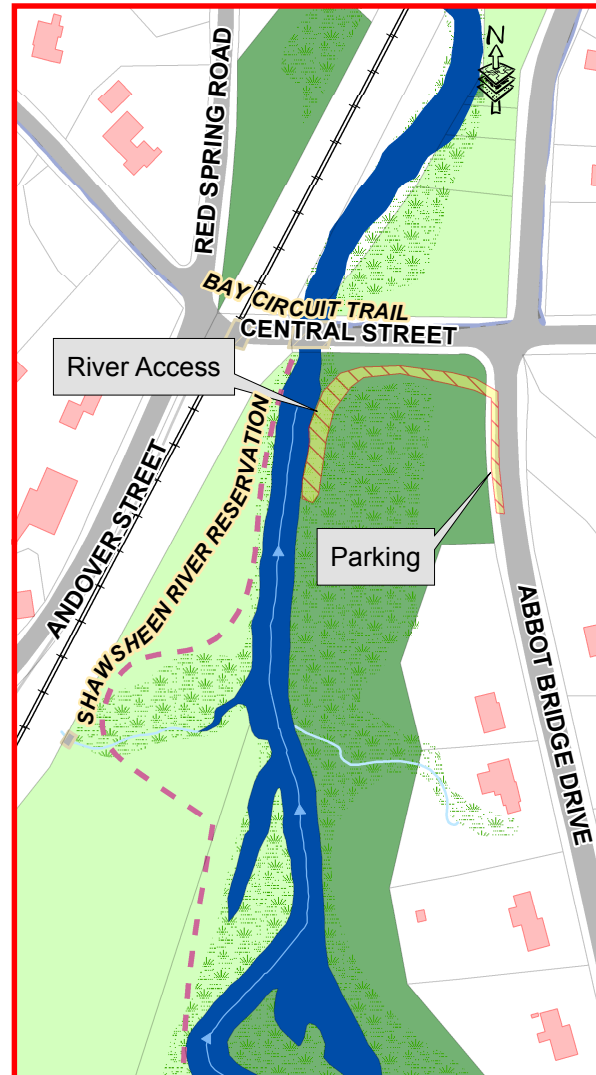 N
RED SPRING ROAD
BAY CIRCUIT TRAIL
CENTRAL STREET
River Access
ANDOVER STREET
SHAWSHEEN RIVER RESERVATION
Parking
ABBOT BRIDGE DRIVE